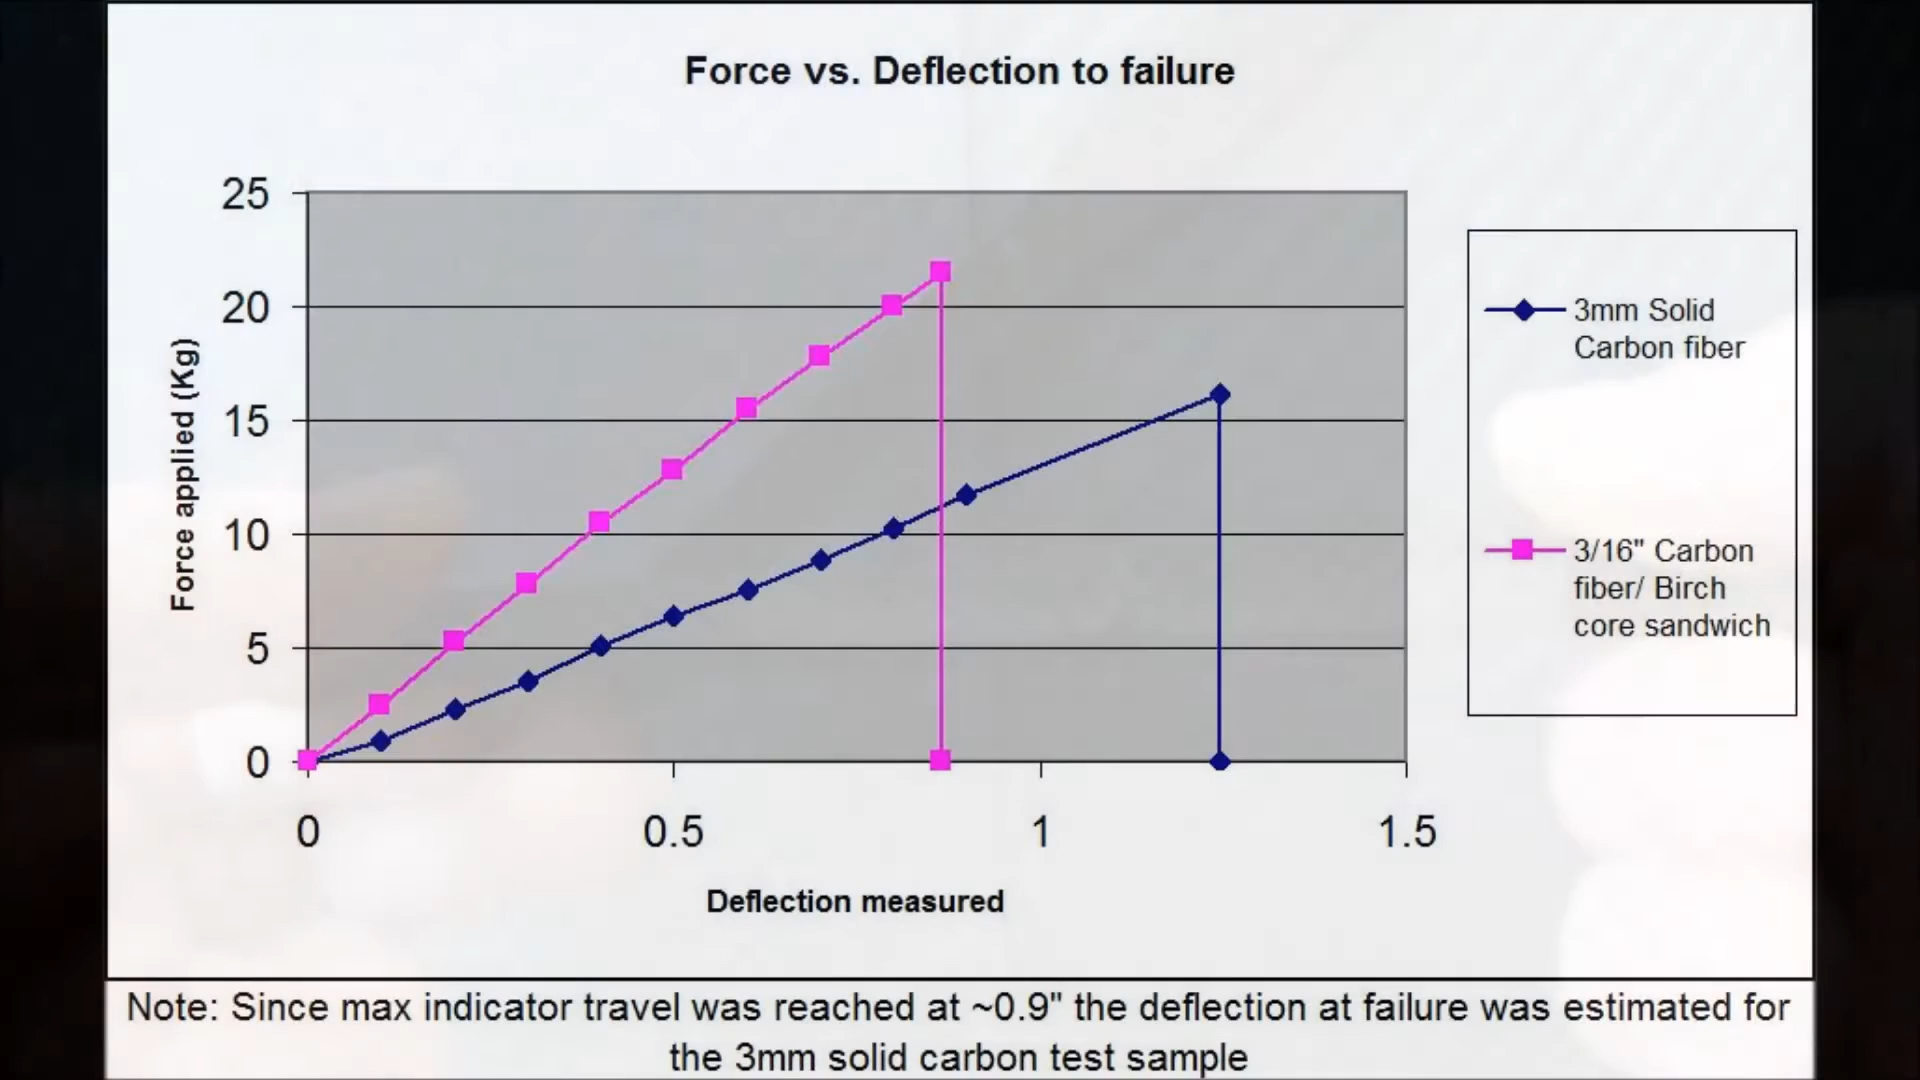 Force vs. Deflection to failure
25
20
15
10
5
0
Force applied (Kg)
0 0.5 1 1.5
Deflection measured
3mm Solid
Carbon fiber
3/16" Carbon
fiber/ Birch
core sandwich
Note: Since max indicator travel was reached at ~0.9" the deflection at failure was estimated for
the 3mm solid carbon test sample